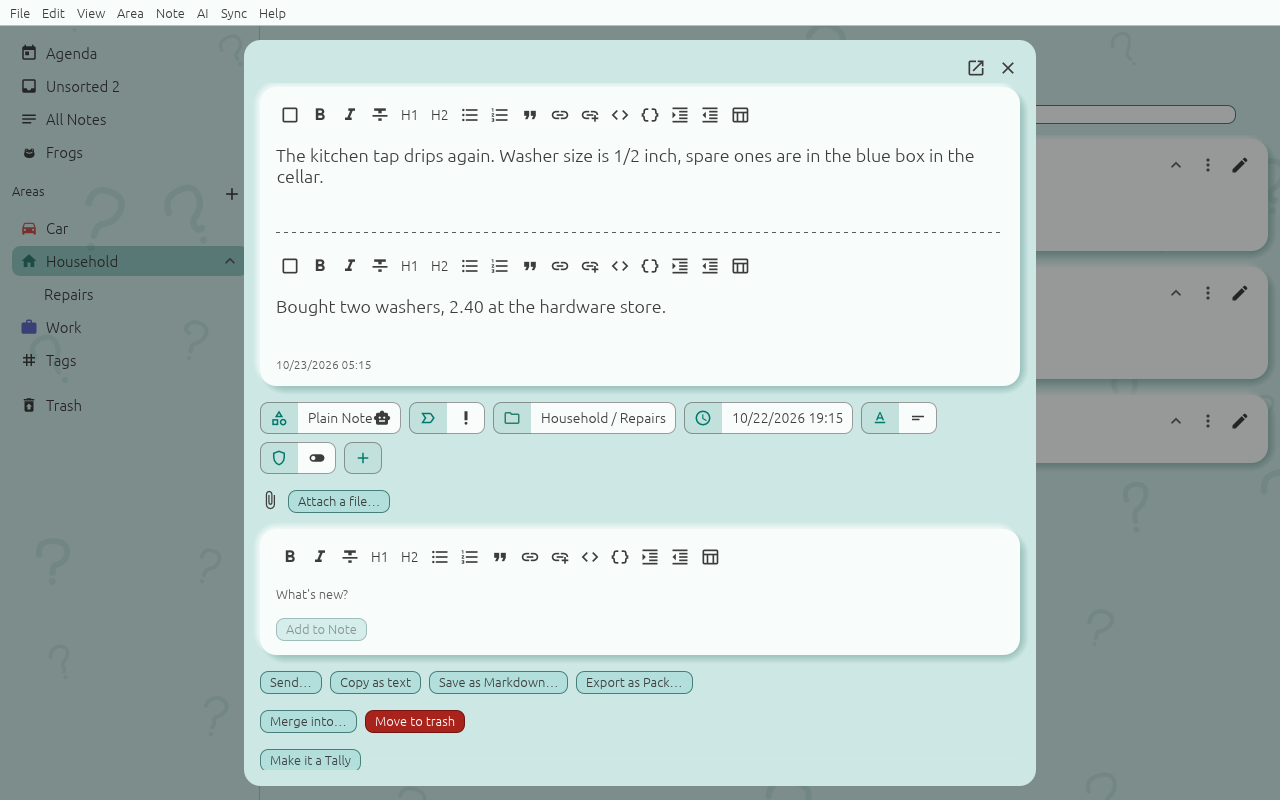 File Edit View Area Note AI Sync Help
Agenda
Unsorted 2
All Notes
Frogs
Areas
Car
Household
Repairs
Work
Tags
Trash
H1 H2
The kitchen tap drips again. Washer size is 1/2 inch, spare ones are in the blue box in the
cellar.
H1 H2
Bought two washers, 2.40 at the hardware store.
10/23/2026 05:15
Plain Note Household / Repairs 10/22/2026 19:15
Attach a file…
H1 H2
What's new?
Add to Note
Send… Copy as text Save as Markdown… Export as Pack…
Merge into… Move to trash
Make it a Tally